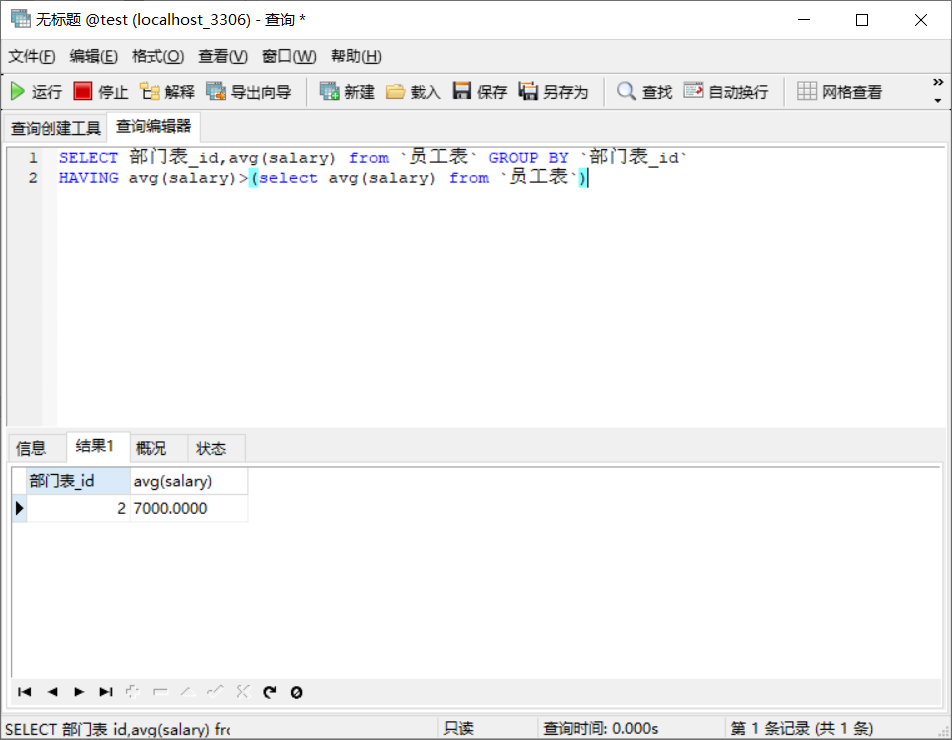 无标题 @test (localhost_3306) - 查询 *
文件(F) 编辑(E) 格式(O) 查看(V) 窗口(W) 帮助(H)
运行 停止 解释 导出向导 新建 载入 保存 另存为 查找 自动换行 网格查看 »
查询创建工具 查询编辑器
1 SELECT 部门表_id,avg(salary) from `员工表` GROUP BY `部门表_id`
2 HAVING avg(salary)>(select avg(salary) from `员工表`)
信息 结果1 概况 状态
部门表_id avg(salary)
2 7000.0000
SELECT 部门表_id,avg(salary) fro 只读 查询时间: 0.000s 第 1 条记录 (共 1 条)